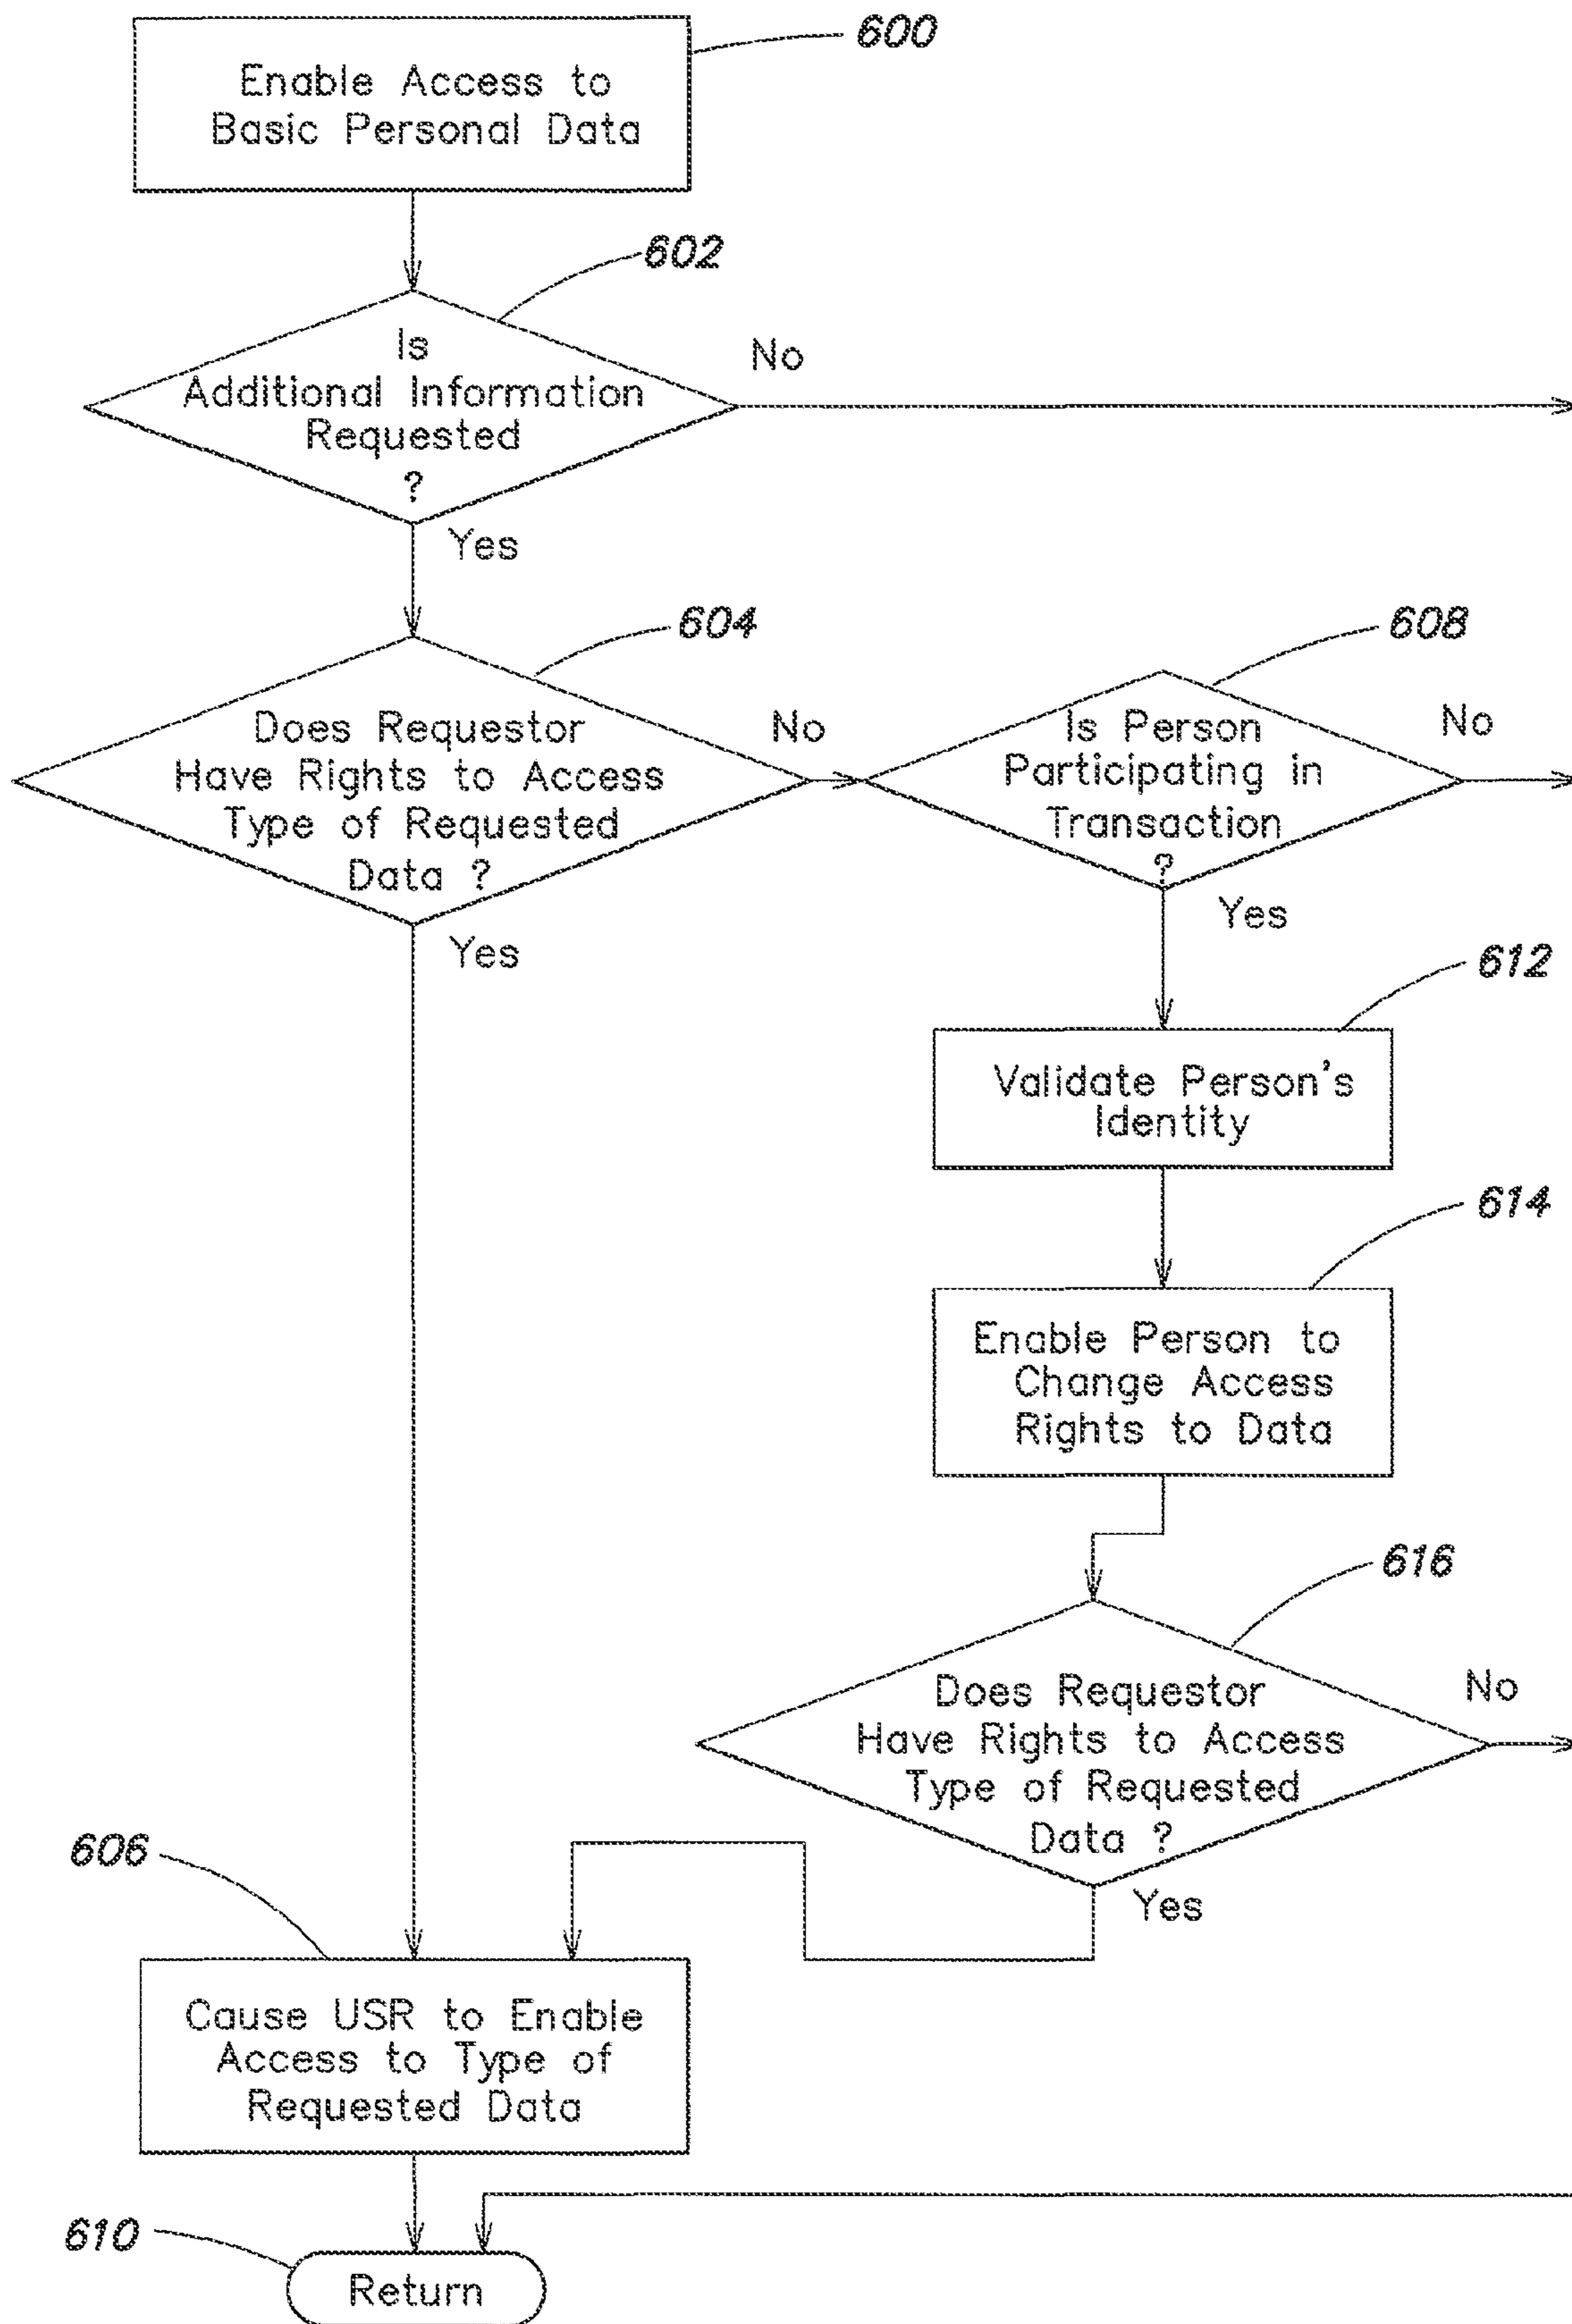 600
Enable Access to
Basic Personal Data
602
Is
Additional Information
Requested
?
No
Yes
604
Does Requestor
Have Rights to Access
Type of Requested
Data ?
No
Yes
608
Is Person
Participating in
Transaction
?
No
Yes
612
Validate Person's
Identity
614
Enable Person to
Change Access
Rights to Data
616
Does Requestor
Have Rights to Access
Type of Requested
Data ?
No
Yes
606
Cause USR to Enable
Access to Type of
Requested Data
610
Return